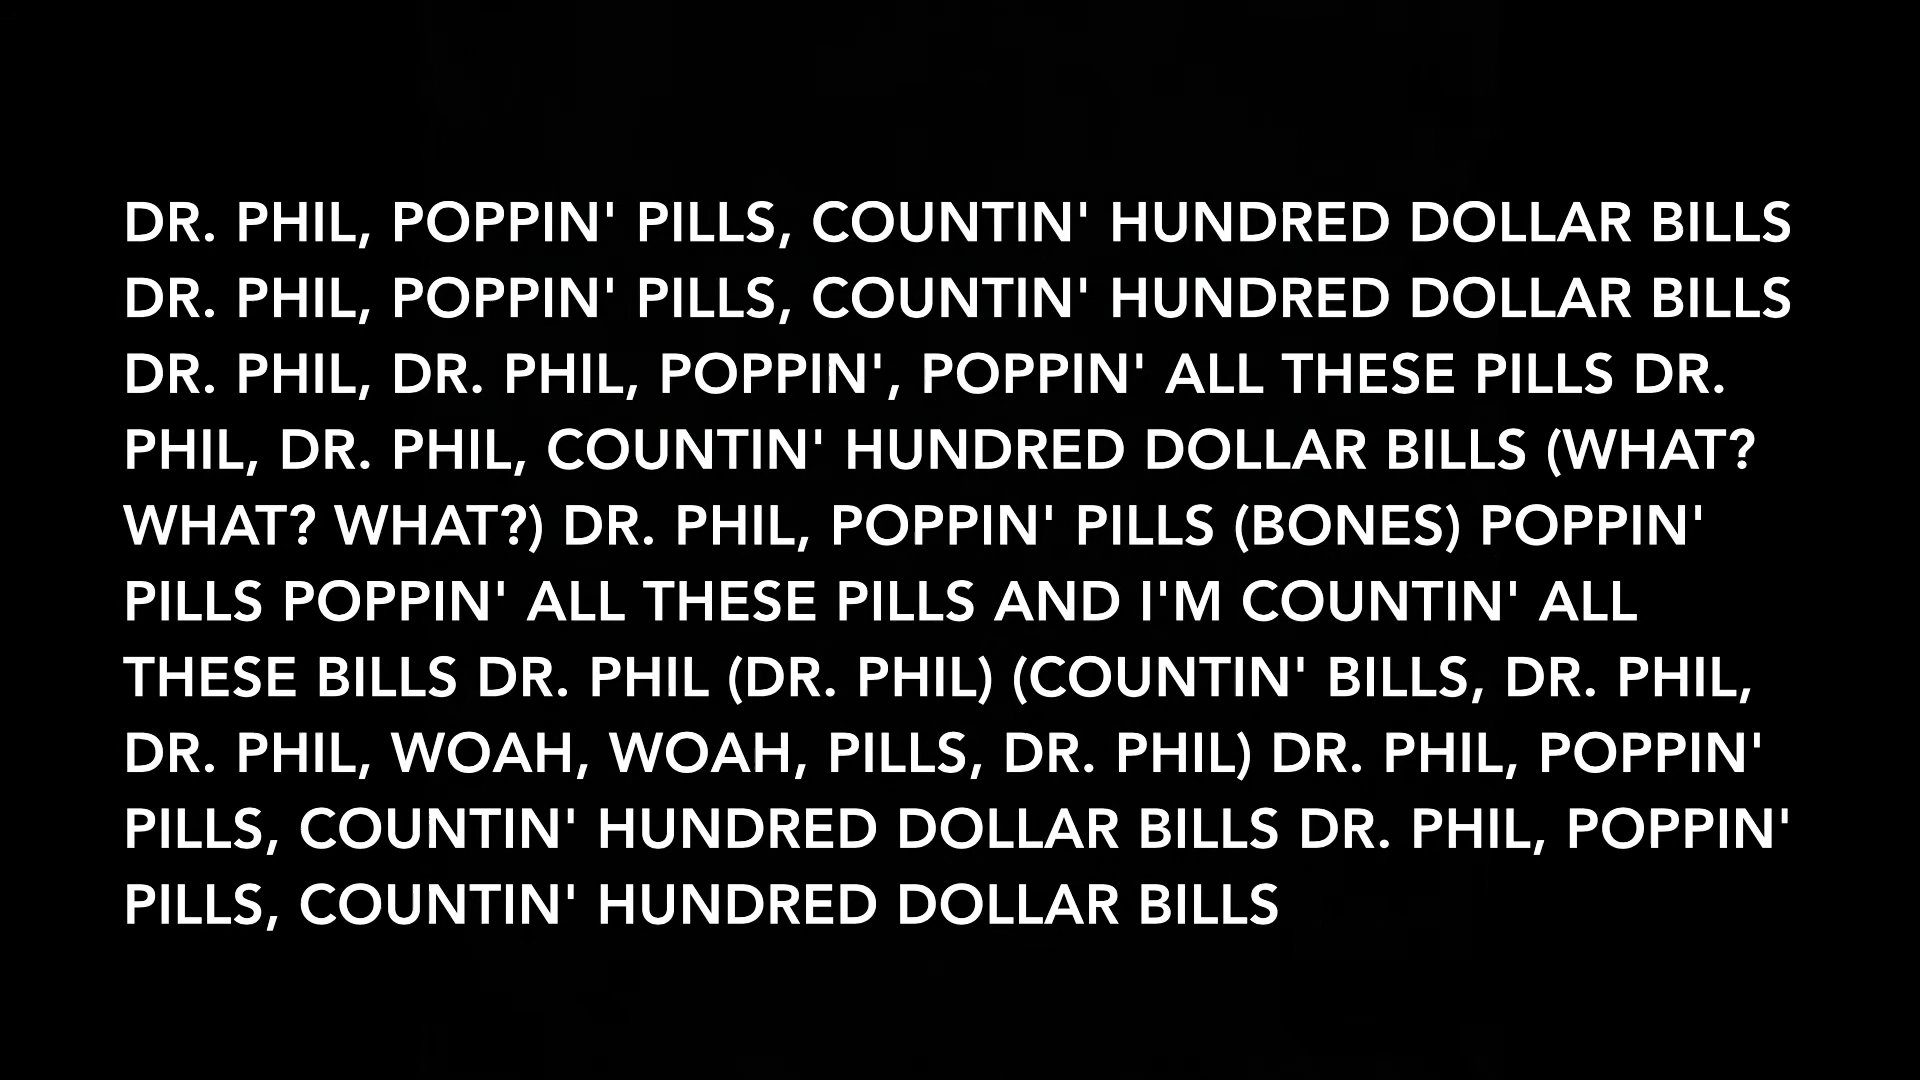 DR. PHIL, POPPIN' PILLS, COUNTIN' HUNDRED DOLLAR BILLS
DR. PHIL, POPPIN' PILLS, COUNTIN' HUNDRED DOLLAR BILLS
DR. PHIL, DR. PHIL, POPPIN', POPPIN' ALL THESE PILLS DR.
PHIL, DR. PHIL, COUNTIN' HUNDRED DOLLAR BILLS (WHAT?
WHAT? WHAT?) DR. PHIL, POPPIN' PILLS (BONES) POPPIN'
PILLS POPPIN' ALL THESE PILLS AND I'M COUNTIN' ALL
THESE BILLS DR. PHIL (DR. PHIL) (COUNTIN' BILLS, DR. PHIL,
DR. PHIL, WOAH, WOAH, PILLS, DR. PHIL) DR. PHIL, POPPIN'
PILLS, COUNTIN' HUNDRED DOLLAR BILLS DR. PHIL, POPPIN'
PILLS, COUNTIN' HUNDRED DOLLAR BILLS